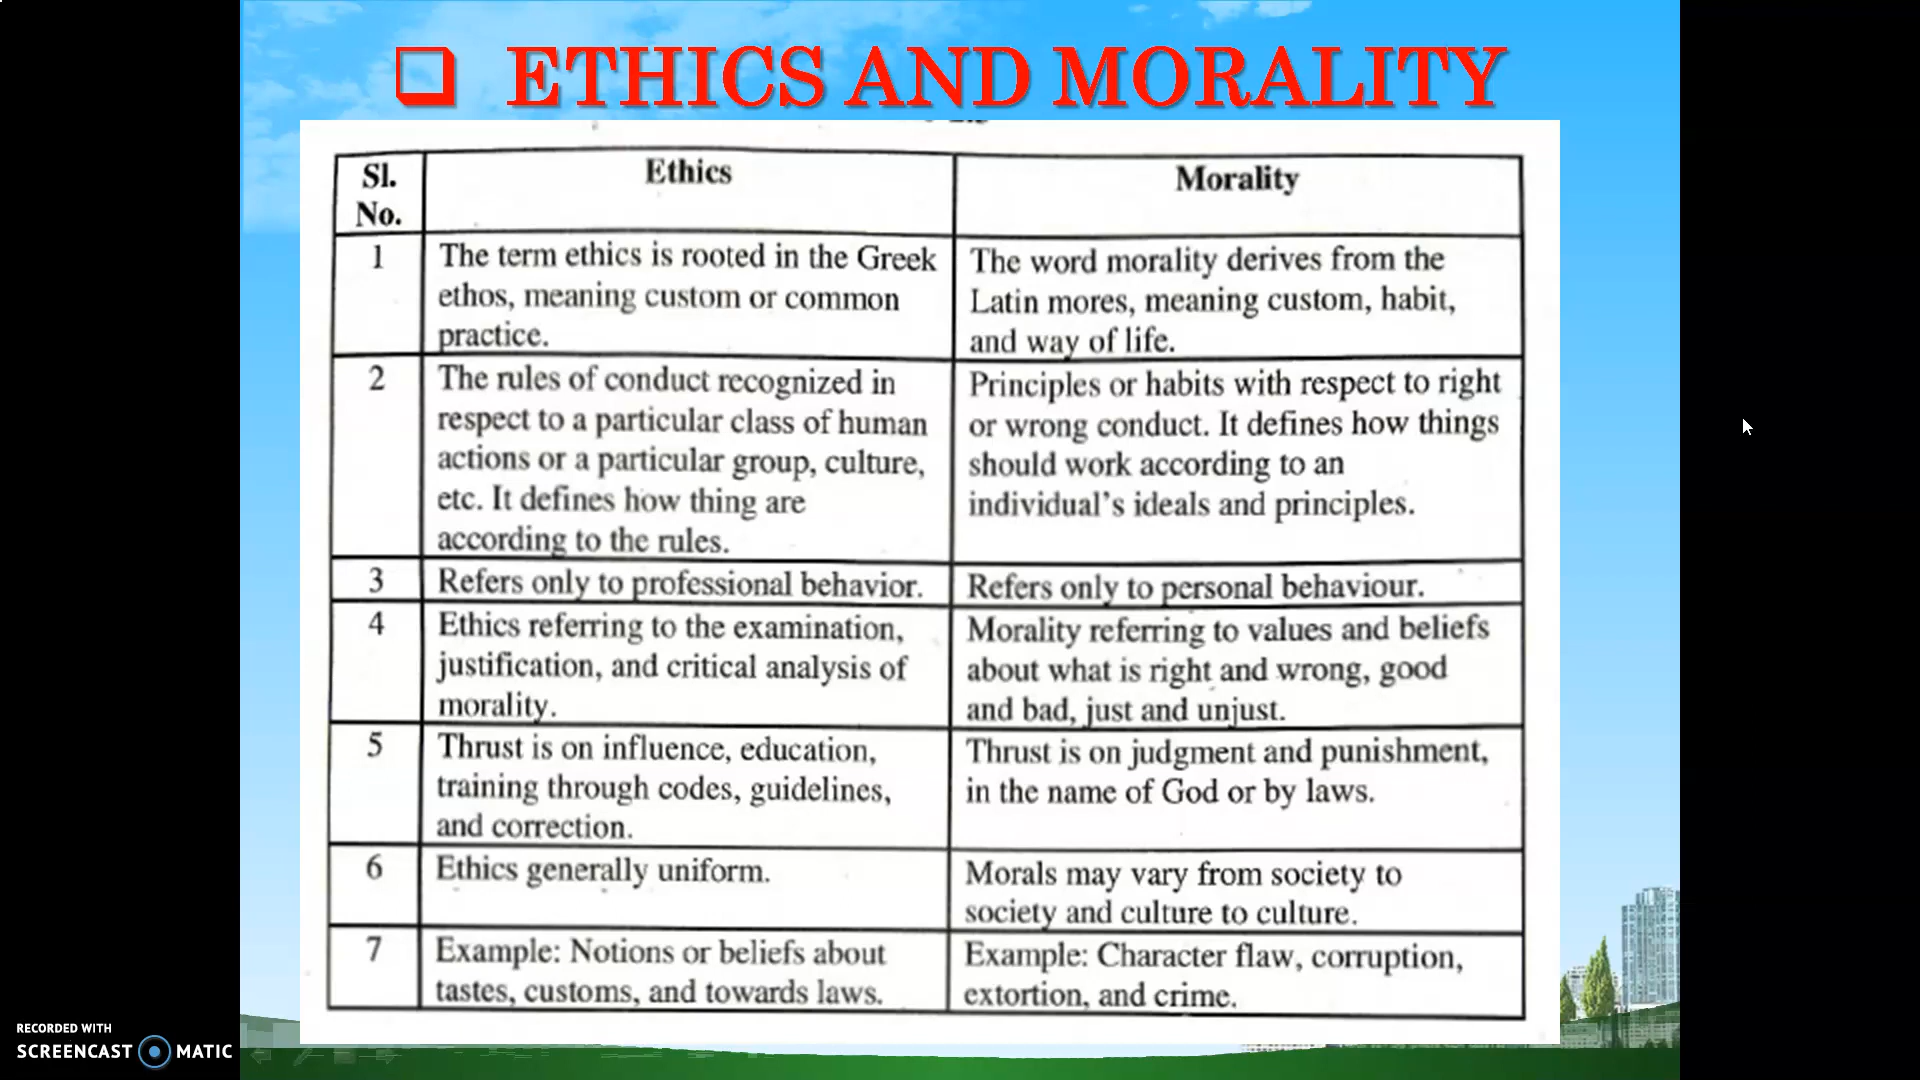 ETHICS AND MORALITY
Sl.
No.
Ethics
Morality
1
The term ethics is rooted in the Greek
ethos, meaning custom or common
practice.
The word morality derives from the
Latin mores, meaning custom, habit,
and way of life.
2
The rules of conduct recognized in
respect to a particular class of human
actions or a particular group, culture,
etc. It defines how thing are
according to the rules.
Principles or habits with respect to right
or wrong conduct. It defines how things
should work according to an
individual's ideals and principles.
3
Refers only to professional behavior.
Refers only to personal behaviour.
4
Ethics referring to the examination,
justification, and critical analysis of
morality.
Morality referring to values and beliefs
about what is right and wrong, good
and bad, just and unjust.
5
Thrust is on influence, education,
training through codes, guidelines,
and correction.
Thrust is on judgment and punishment,
in the name of God or by laws.
6
Ethics generally uniform.
Morals may vary from society to
society and culture to culture.
7
Example: Notions or beliefs about
tastes, customs, and towards laws.
Example: Character flaw, corruption,
extortion, and crime.
RECORDED WITH
SCREENCAST MATIC